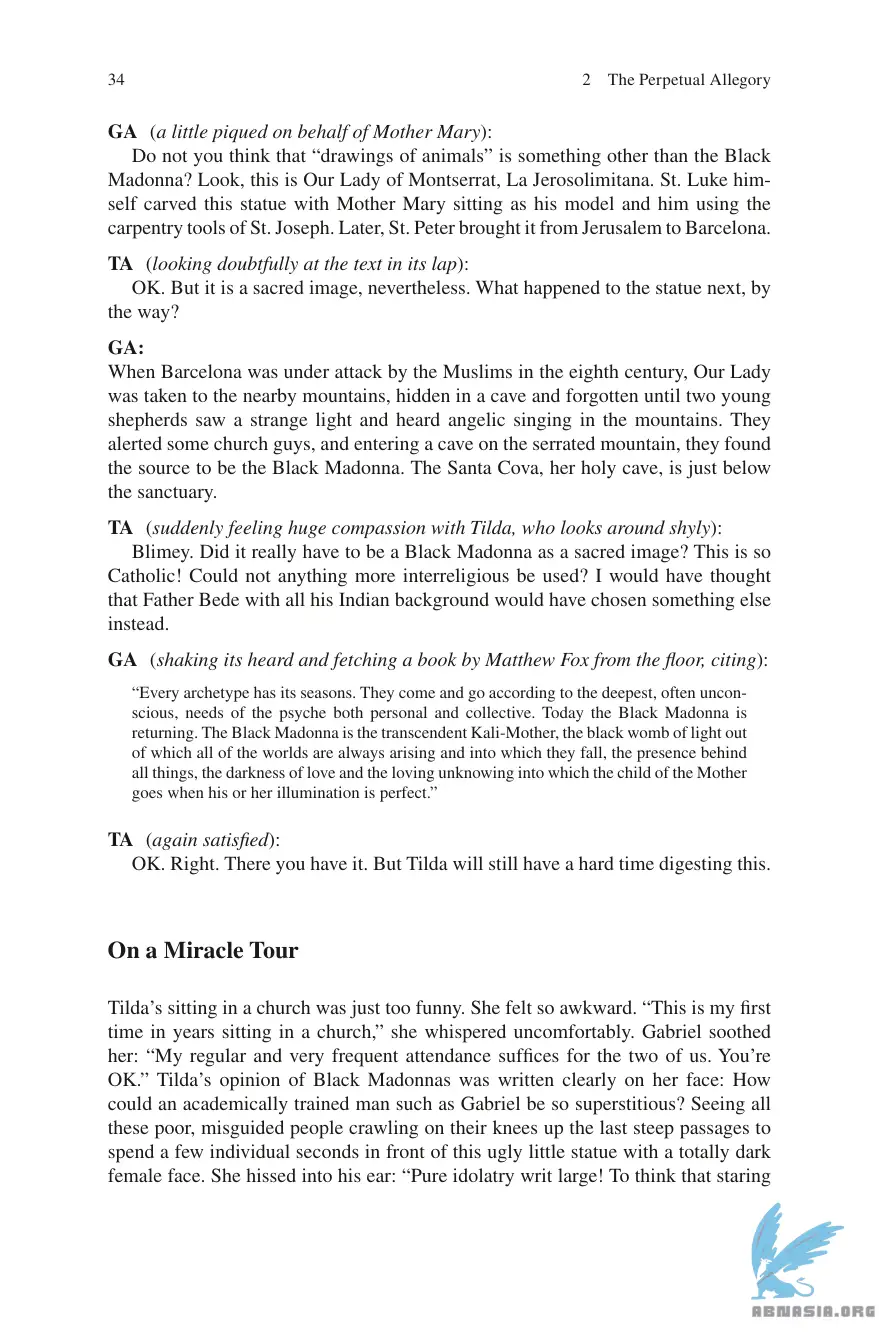 34
2 The Perpetual Allegory
GA (a little piqued on behalf of Mother Mary):
Do not you think that “drawings of animals” is something other than the Black
Madonna? Look, this is Our Lady of Montserrat, La Jerosolimitana. St. Luke him-
self carved this statue with Mother Mary sitting as his model and him using the
carpentry tools of St. Joseph. Later, St. Peter brought it from Jerusalem to Barcelona.
TA (looking doubtfully at the text in its lap):
OK. But it is a sacred image, nevertheless. What happened to the statue next, by
the way?
GA:
When Barcelona was under attack by the Muslims in the eighth century, Our Lady
was taken to the nearby mountains, hidden in a cave and forgotten until two young
shepherds saw a strange light and heard angelic singing in the mountains. They
alerted some church guys, and entering a cave on the serrated mountain, they found
the source to be the Black Madonna. The Santa Cova, her holy cave, is just below
the sanctuary.
TA (suddenly feeling huge compassion with Tilda, who looks around shyly):
Blimey. Did it really have to be a Black Madonna as a sacred image? This is so
Catholic! Could not anything more interreligious be used? I would have thought
that Father Bede with all his Indian background would have chosen something else
instead.
GA (shaking its heard and fetching a book by Matthew Fox from the floor, citing):
“Every archetype has its seasons. They come and go according to the deepest, often uncon-
scious, needs of the psyche both personal and collective. Today the Black Madonna is
returning. The Black Madonna is the transcendent Kali-Mother, the black womb of light out
of which all of the worlds are always arising and into which they fall, the presence behind
all things, the darkness of love and the loving unknowing into which the child of the Mother
goes when his or her illumination is perfect.”
TA (again satisfied):
OK. Right. There you have it. But Tilda will still have a hard time digesting this.
On a Miracle Tour
Tilda’s sitting in a church was just too funny. She felt so awkward. “This is my first
time in years sitting in a church,” she whispered uncomfortably. Gabriel soothed
her: “My regular and very frequent attendance suffices for the two of us. You’re
OK.” Tilda’s opinion of Black Madonnas was written clearly on her face: How
could an academically trained man such as Gabriel be so superstitious? Seeing all
these poor, misguided people crawling on their knees up the last steep passages to
spend a few individual seconds in front of this ugly little statue with a totally dark
female face. She hissed into his ear: “Pure idolatry writ large! To think that staring
ABNASIA.ORG